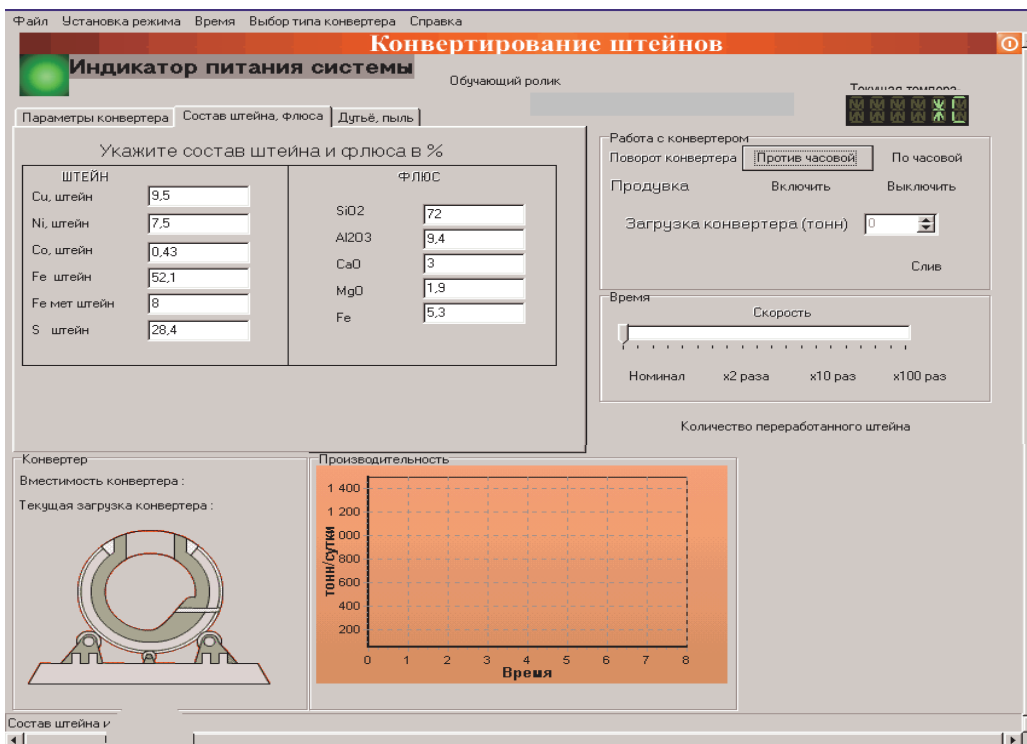 Файл Установка режима Время Выбор типа конвертера Справка
Конвертирование штейнов
Индикатор питания системы
Обучающий ролик
Текущая темпера-
Параметры конвертера Состав штейна, флюса Дутьё, пыль
Укажите состав штейна и флюса в %
ШТЕЙН
Cu, штейн 9,5
Ni, штейн 7,5
Co, штейн 0,43
Fe штейн 52,1
Fe мет штейн 8
S штейн 28,4
ФЛЮС
SiO2 72
Al2O3 9,4
CaO 3
MgO 1,9
Fe 5,3
Работа с конвертером
Поворот конвертера Против часовой По часовой
Продувка Включить Выключить
Загрузка конвертера (тонн) 0
Слив
Время
Скорость
Номинал x2 раза x10 раз x100 раз
Количество переработанного штейна
Конвертер
Вместимость конвертера :
Текущая загрузка конвертера :
Производительность
тонн/сутки
1 400
1 200
000
800
600
400
200
0 1 2 3 4 5 6 7 8
Время
Состав штейна и